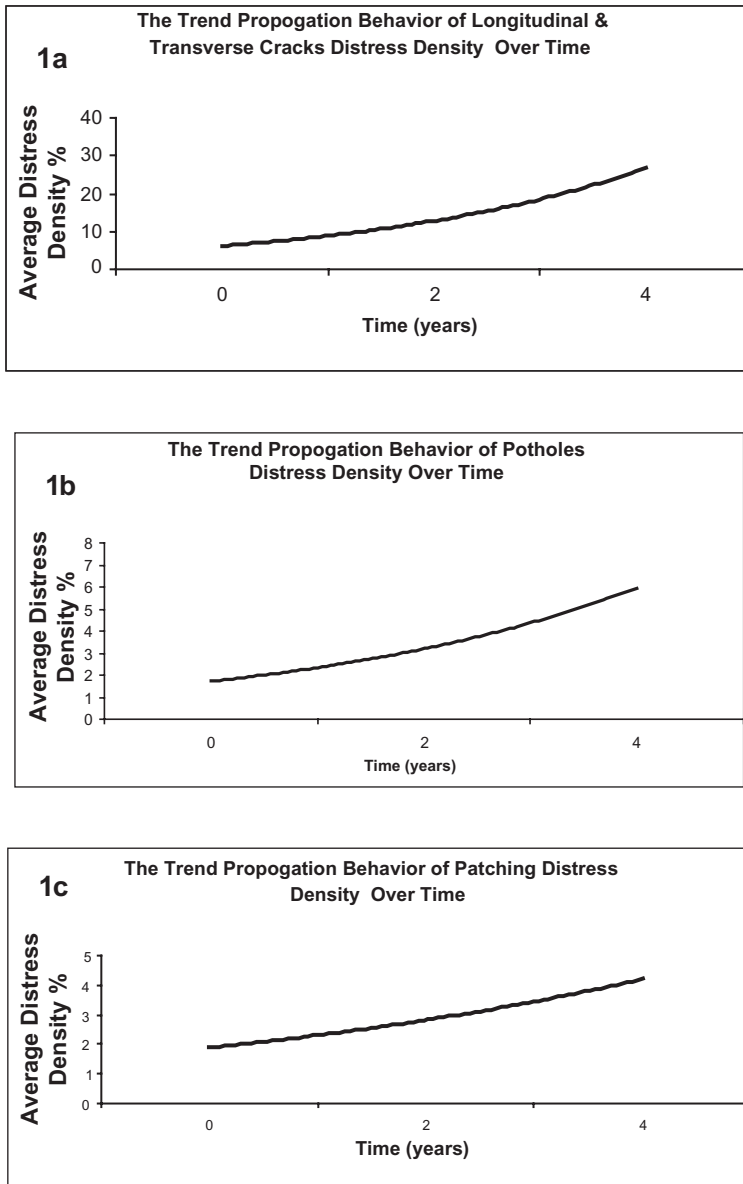 The Trend Propogation Behavior of Longitudinal &
Transverse Cracks Distress Density Over Time
1a
Average Distress
Density %
40
30
20
10
0
0 2 4
Time (years)
The Trend Propogation Behavior of Potholes
Distress Density Over Time
1b
Average Distress
Density %
8
7
6
5
4
3
2
1
0
0 2 4
Time (years)
The Trend Propogation Behavior of Patching Distress
Density Over Time
1c
Average Distress
Density %
5
4
3
2
1
0
0 2 4
Time (years)